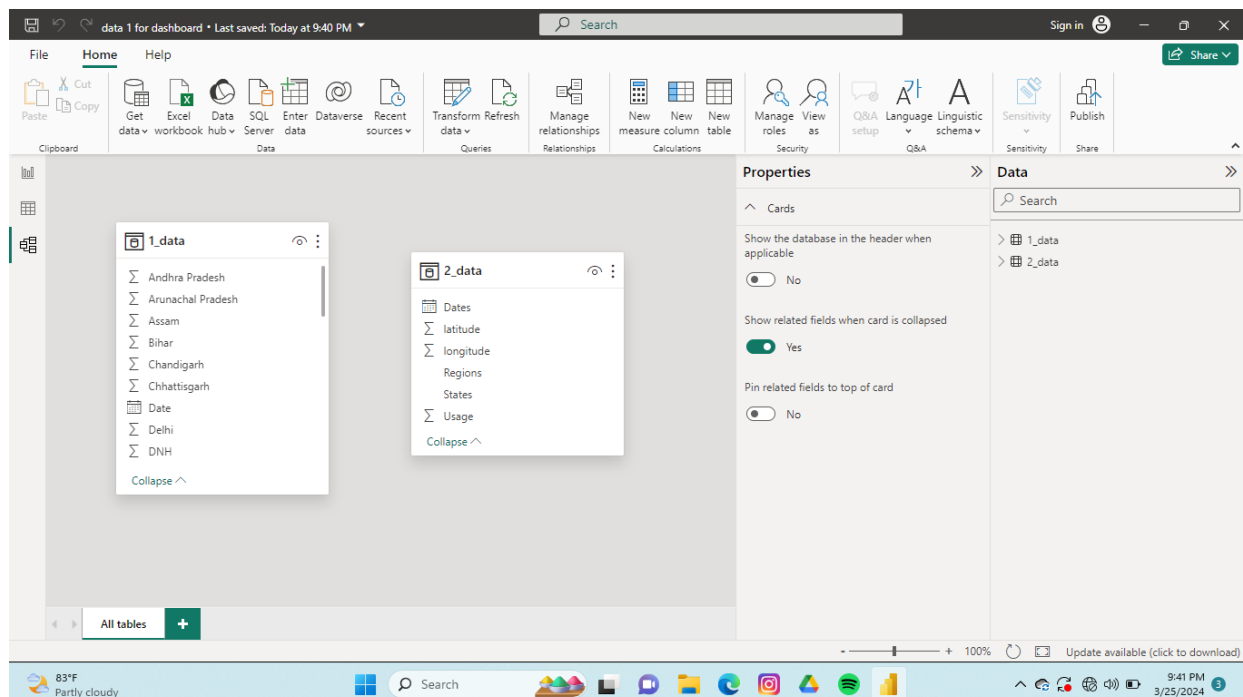 data 1 for dashboard • Last saved: Today at 9:40 PM
Search
Sign in
File Home Help
Share
Paste
Cut
Copy
Clipboard
Get data
Excel workbook
Data hub
SQL Server
Enter data
Dataverse
Recent sources
Data
Transform data
Refresh
Queries
Manage relationships
Relationships
New measure
New column
New table
Calculations
Manage roles
View as
Security
Q&A setup
Language
Linguistic schema
Q&A
Sensitivity
Sensitivity
Publish
Share
1_data
Andhra Pradesh
Arunachal Pradesh
Assam
Bihar
Chandigarh
Chhattisgarh
Date
Delhi
DNH
Collapse
2_data
Dates
latitude
longitude
Regions
States
Usage
Collapse
Properties
Cards
Show the database in the header when
applicable
No
Show related fields when card is collapsed
Yes
Pin related fields to top of card
No
Data
Search
1_data
2_data
All tables
- + 100%
Update available (click to download)
83°F
Partly cloudy
Search
9:41 PM
3/25/2024
3